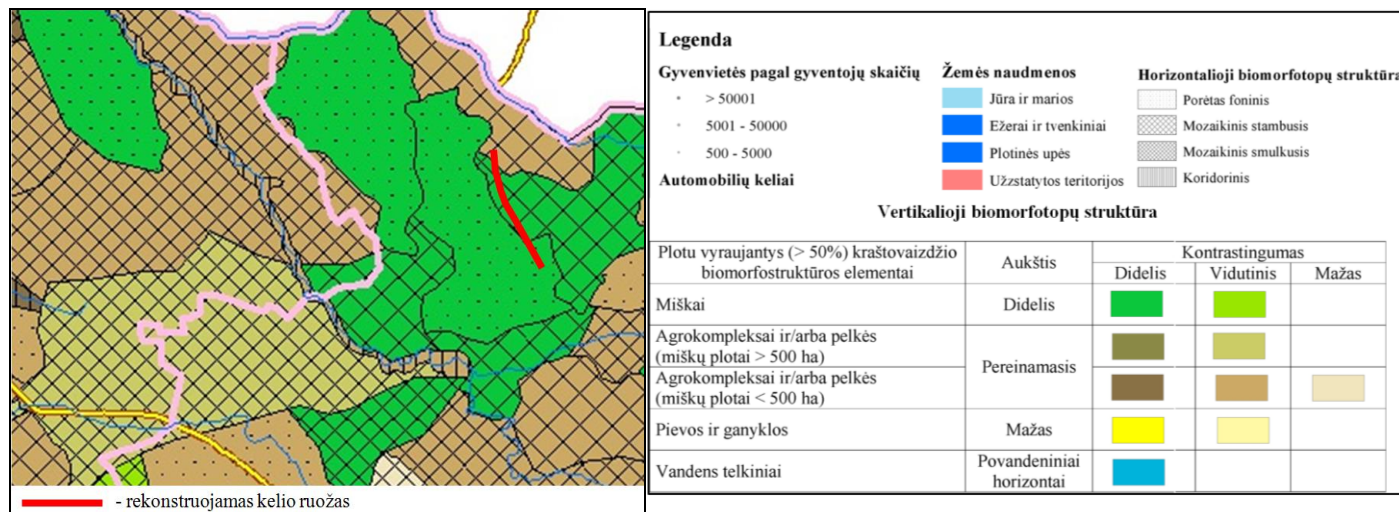 - rekonstruojamas kelio ruožas
Legenda
Gyvenvietės pagal gyventojų skaičių
> 50001
5001 - 50000
500 - 5000
Automobilių keliai
Žemės naudmenos
Jūra ir marios
Ežerai ir tvenkiniai
Plotinės upės
Užzstatytos teritorijos
Horizontalioji biomorfotopų struktūra
Porėtas foninis
Mozaikinis stambusis
Mozaikinis smulkusis
Koridorinis
Vertikalioji biomorfotopų struktūra
Plotu vyraujantys (> 50%) kraštovaizdžio
biomorfostruktūros elementai
Aukštis
Kontrastingumas
Didelis
Vidutinis
Mažas
Miškai
Didelis
Agrokompleksai ir/arba pelkės
(miškų plotai > 500 ha)
Pereinamasis
Agrokompleksai ir/arba pelkės
(miškų plotai < 500 ha)
Pievos ir ganyklos
Mažas
Vandens telkiniai
Povandeniniai
horizontai